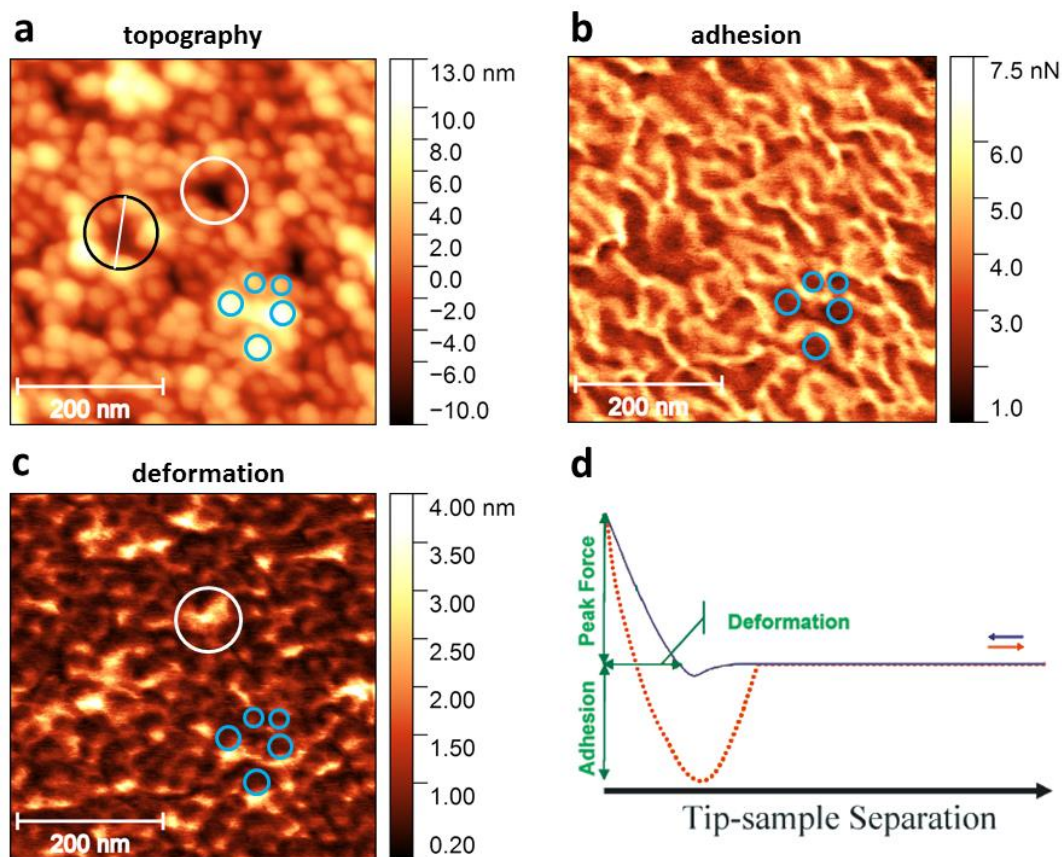 a
topography
13.0 nm
10.0
8.0
6.0
4.0
2.0
0.0
−2.0
−4.0
−6.0
−10.0
200 nm
b
adhesion
7.5 nN
6.0
5.0
4.0
3.0
1.0
200 nm
c
deformation
4.00 nm
3.50
3.00
2.50
2.00
1.50
1.00
0.20
200 nm
d
Peak Force
Deformation
Adhesion
Tip-sample Separation